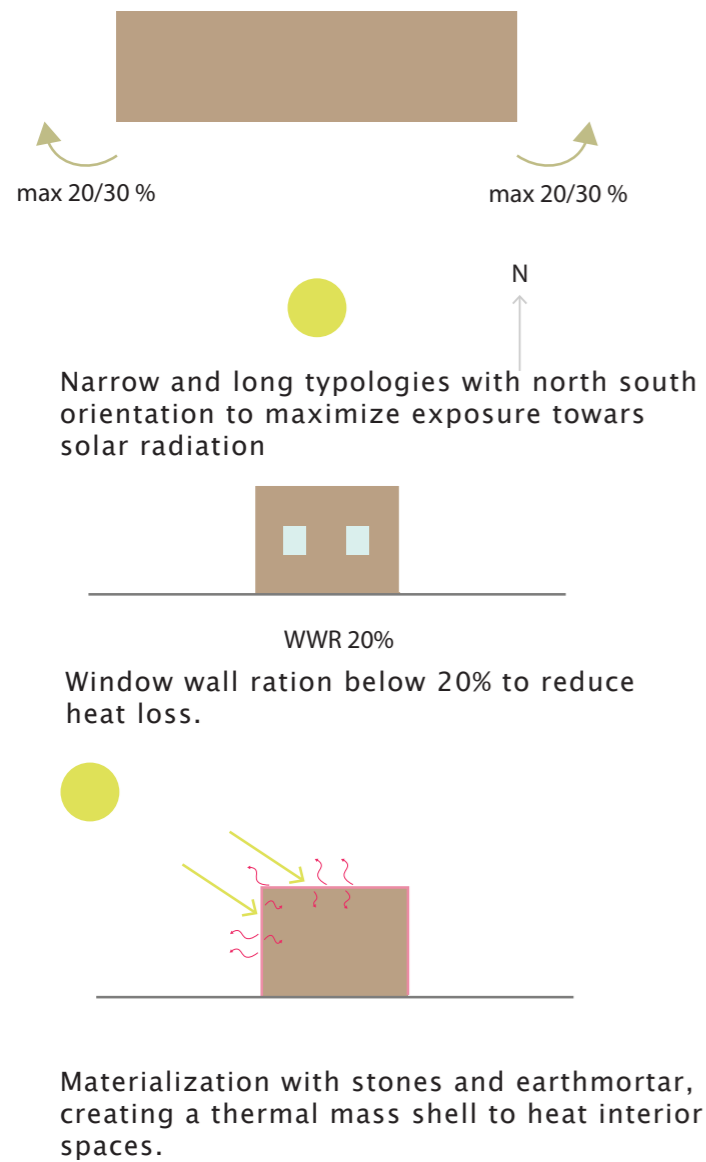 max 20/30 %
max 20/30 %
N
Narrow and long typologies with north south
orientation to maximize exposure towars
solar radiation
WWR 20%
Window wall ration below 20% to reduce
heat loss.
Materialization with stones and earthmortar,
creating a thermal mass shell to heat interior
spaces.